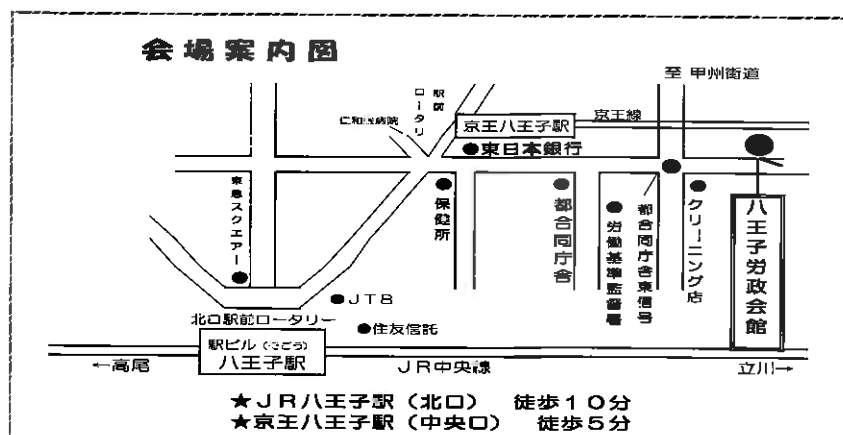 会場案内図
至 甲州街道
駅前
ロータリー
仁和会病院
京王八王子駅
京王線
●東日本銀行
東急スクエアー
保健所
都合同庁舎
労働基準監督署
都合同庁舎東信号
クリーニング店
八王子労政会館
●JTB
北口駅前ロータリー
●住友信託
駅ビル（そごう）
八王子駅
←高尾
JR中央線
立川→
★JR八王子駅（北口） 徒歩10分
★京王八王子駅（中央口） 徒歩5分